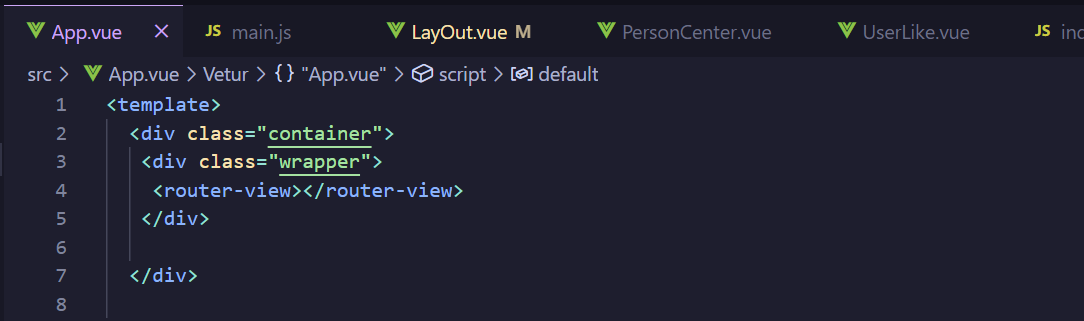 App.vue × JS main.js LayOut.vue M PersonCenter.vue UserLike.vue JS
src > App.vue > Vetur > {} "App.vue" > script > default
1 <template>
2 <div class="container">
3 <div class="wrapper">
4 <router-view></router-view>
5 </div>
6
7 </div>
8